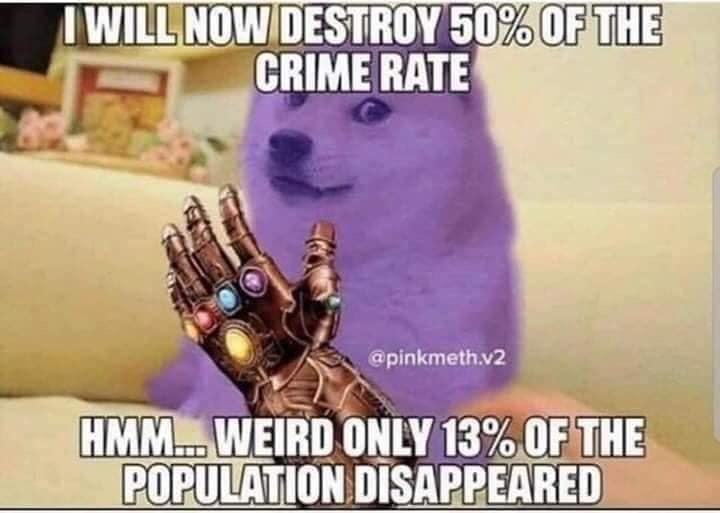 I WILL NOW DESTROY 50% OF THE
CRIME RATE
@pinkmeth.v2
HMM... WEIRD ONLY 13% OF THE
POPULATION DISAPPEARED